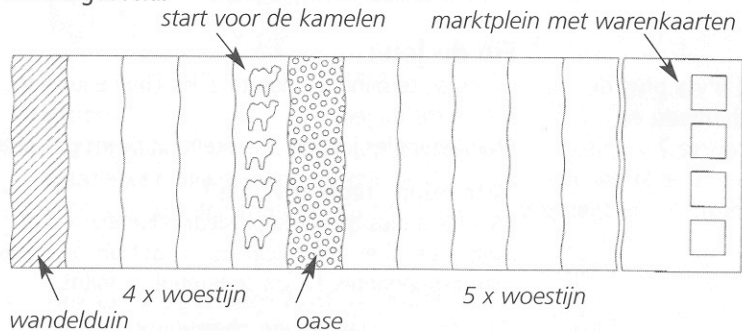 start voor de kamelen
marktplein met warenkaarten
4 x woestijn
5 x woestijn
wandelduin
oase